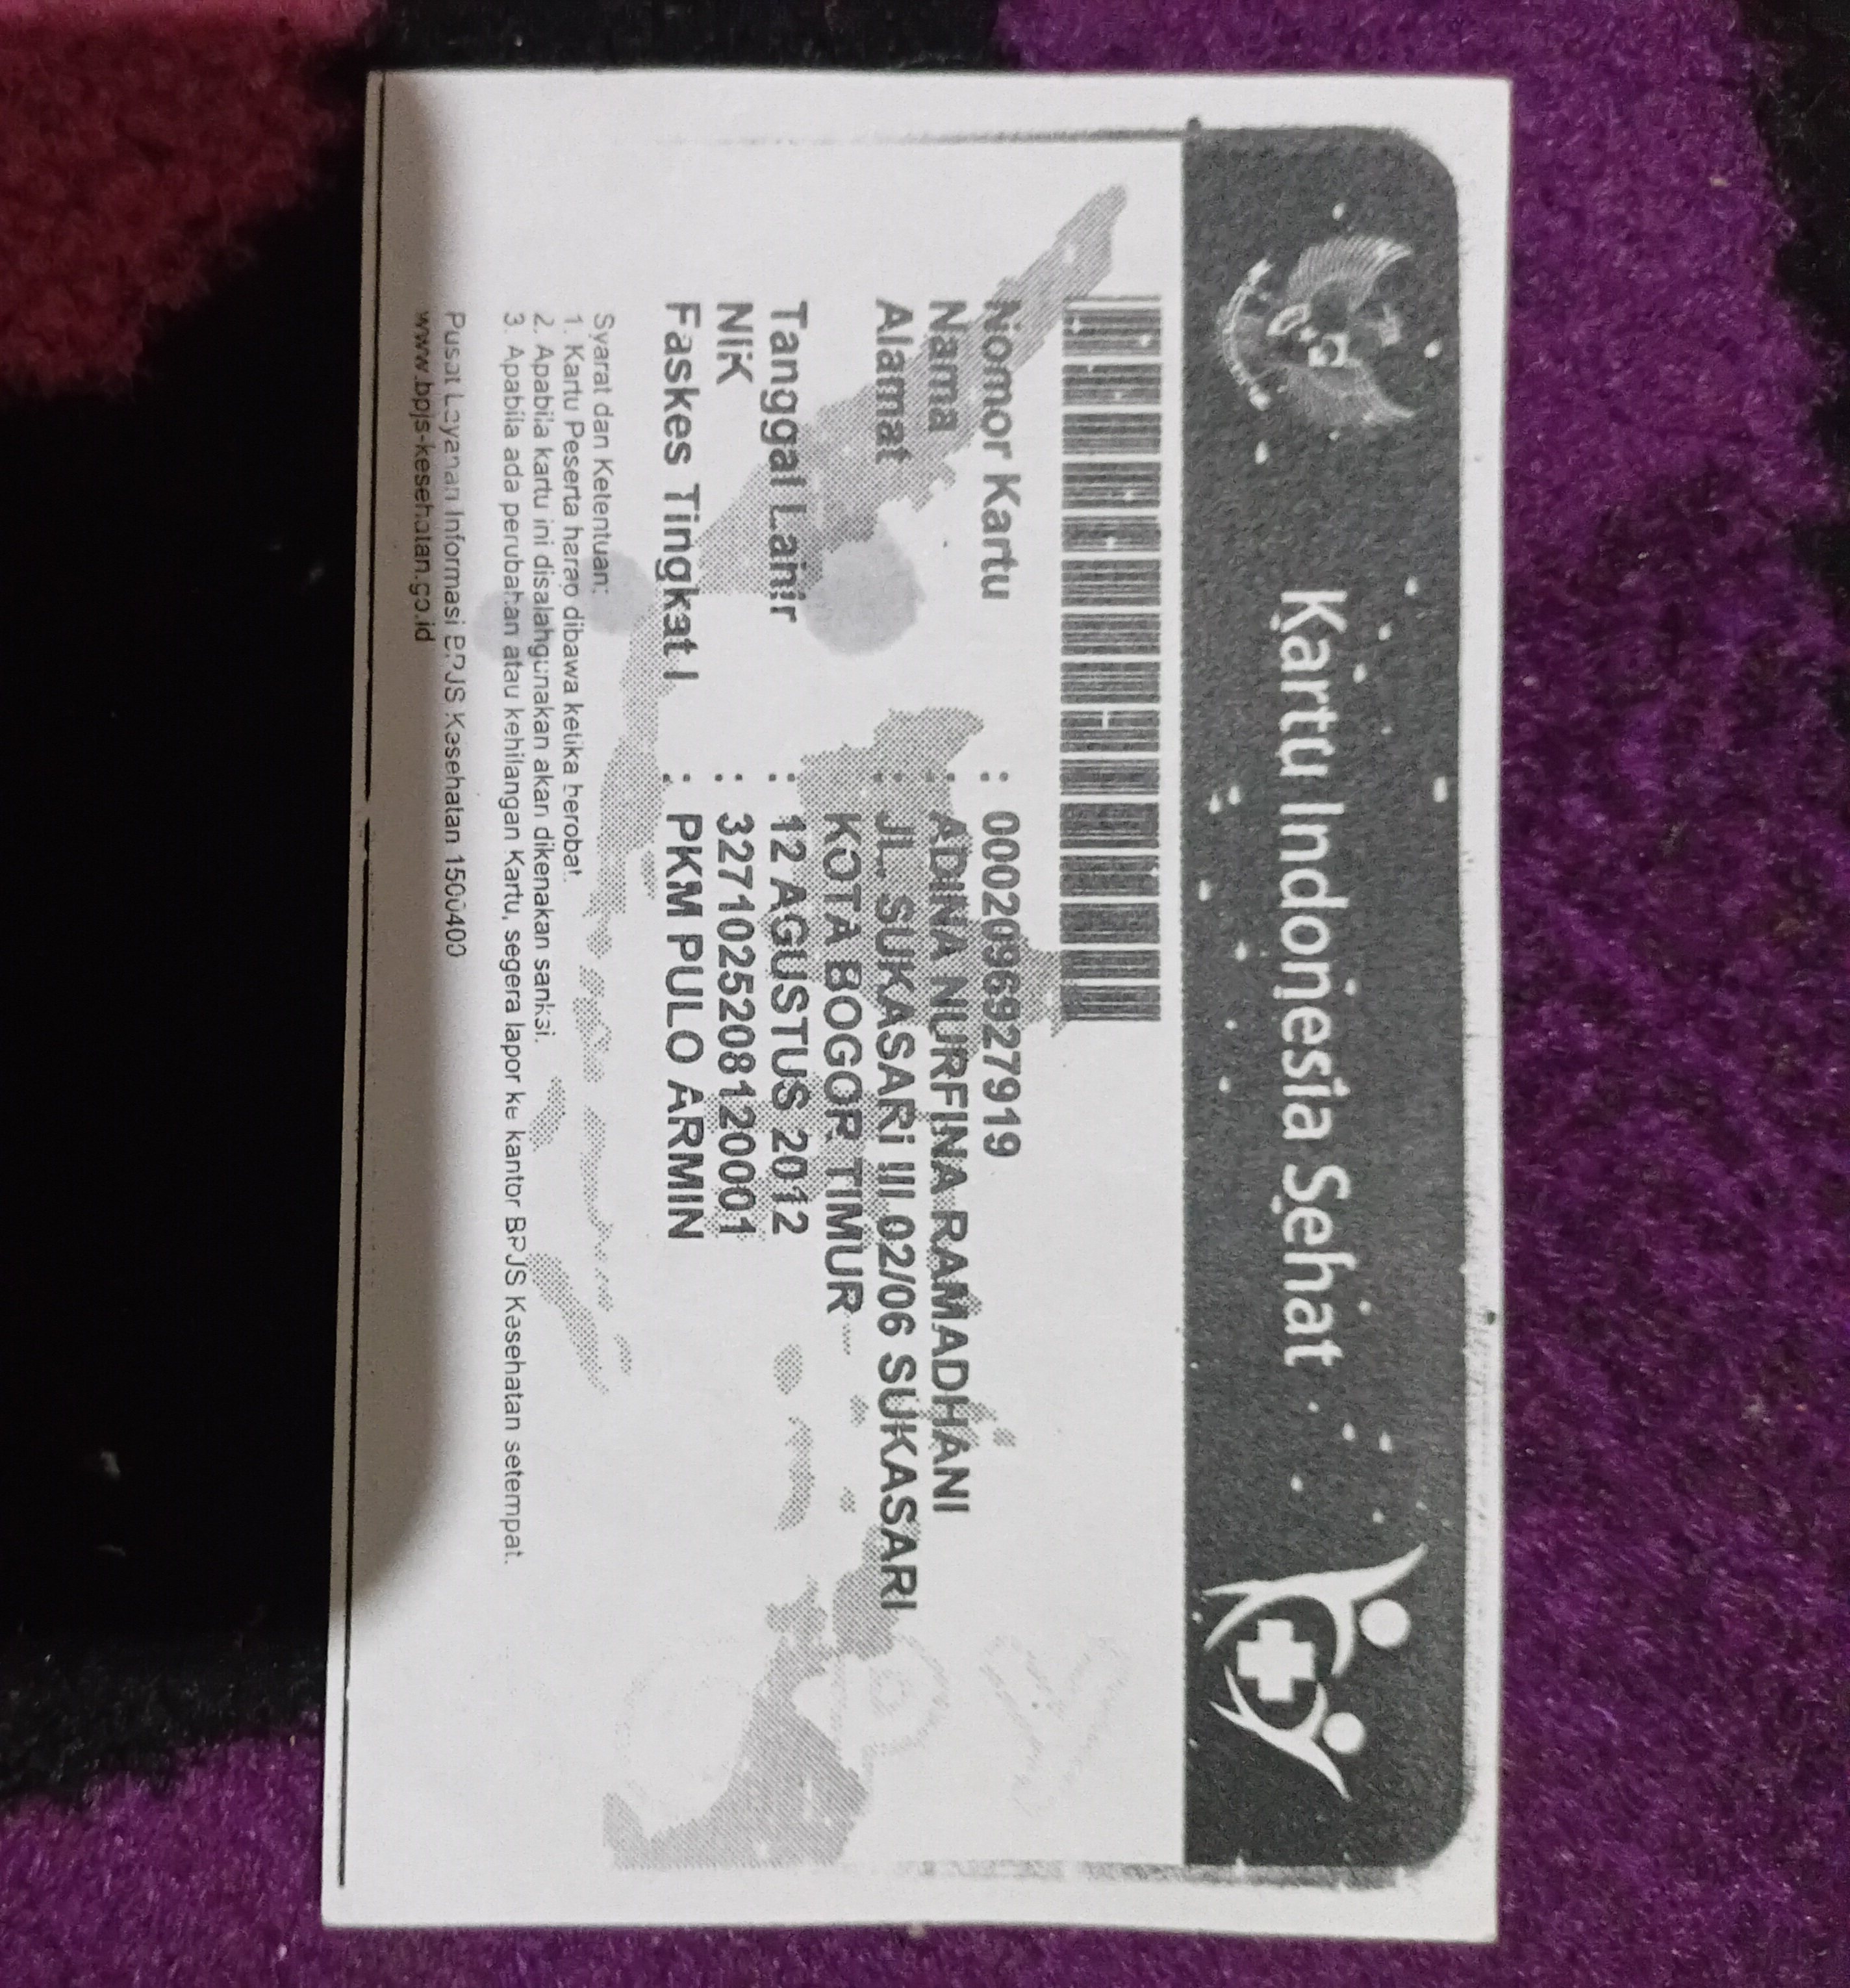 Kartu Indonesia Sehat
Nomor Kartu : 0002096927919
Nama : ADINA NURFINA RAMADHANI
Alamat : JL. SUKASARI III 02/06 SUKASARI
KOTA BOGOR TIMUR
Tanggal Lahir : 12 AGUSTUS 2012
NIK : 3271025208120001
Faskes Tingkat I : PKM PULO ARMIN
Syarat dan Ketentuan:
1. Kartu Peserta harap dibawa ketika berobat.
2. Apabila kartu ini disalahgunakan akan dikenakan sanksi.
3. Apabila ada perubahan atau kehilangan Kartu, segera lapor ke kantor BPJS Kesehatan setempat.
Pusat Layanan Informasi BPJS Kesehatan 1500400
www.bpjs-kesehatan.go.id